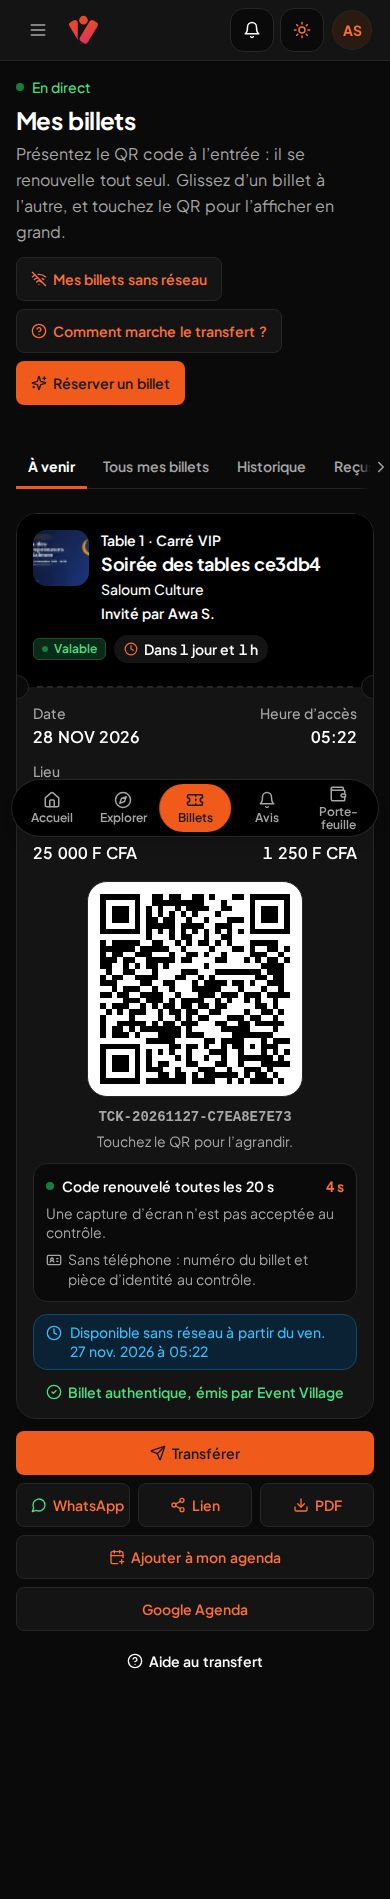 AS
En direct
Mes billets
Présentez le QR code à l’entrée : il se
renouvelle tout seul. Glissez d’un billet à
l’autre, et touchez le QR pour l’afficher en
grand.
Mes billets sans réseau
Comment marche le transfert ?
Réserver un billet
À venir
Tous mes billets
Historique
Reçus
Table 1 · Carré VIP
Soirée des tables ce3db4
Saloum Culture
Invité par Awa S.
Valable
Dans 1 jour et 1 h
Date
Heure d’accès
28 NOV 2026
05:22
Lieu
Accueil
Explorer
Billets
Avis
Porte-
feuille
25 000 F CFA
1 250 F CFA
TCK-20261127-C7EA8E7E73
Touchez le QR pour l’agrandir.
Code renouvelé toutes les 20 s
4 s
Une capture d’écran n’est pas acceptée au
contrôle.
Sans téléphone : numéro du billet et
pièce d’identité au contrôle.
Disponible sans réseau à partir du ven.
27 nov. 2026 à 05:22
Billet authentique, émis par Event Village
Transférer
WhatsApp
Lien
PDF
Ajouter à mon agenda
Google Agenda
Aide au transfert